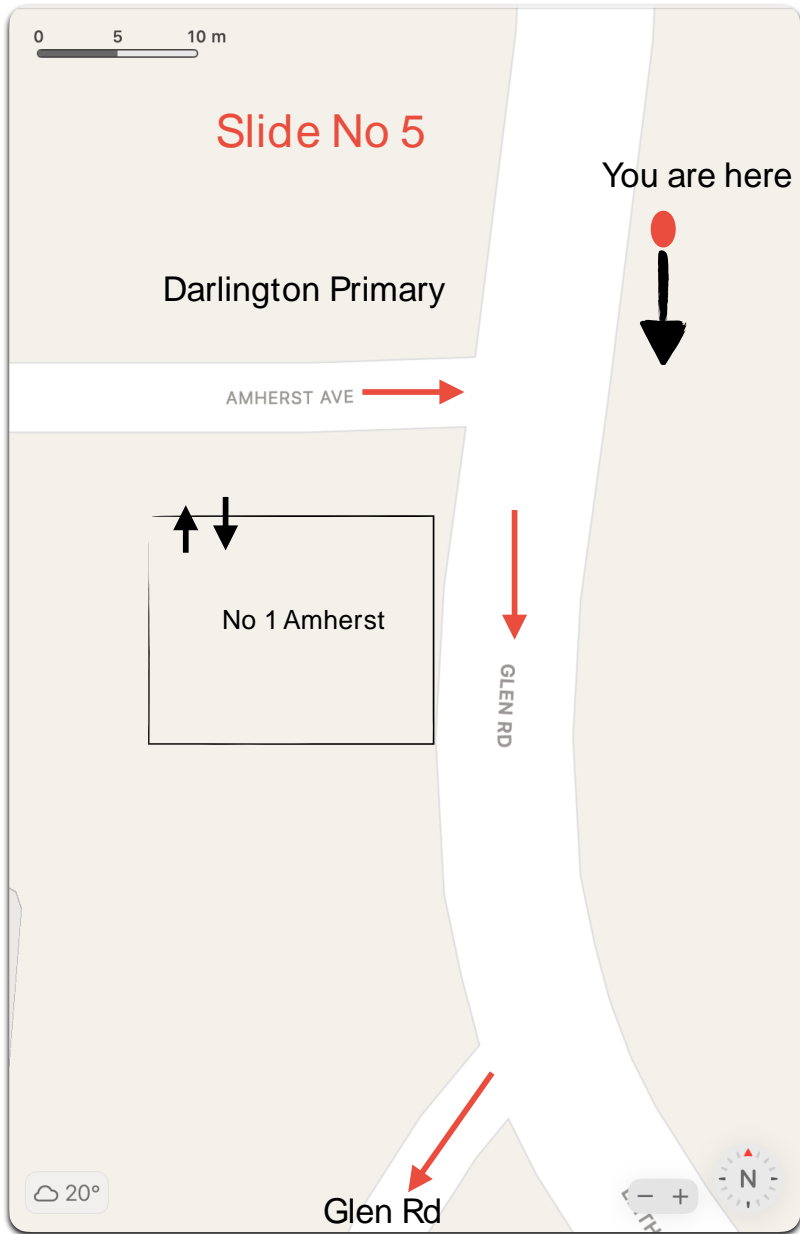 0 5 10 m
Slide No 5
You are here
Darlington Primary
AMHERST AVE
No 1 Amherst
GLEN RD
20°
Glen Rd
N